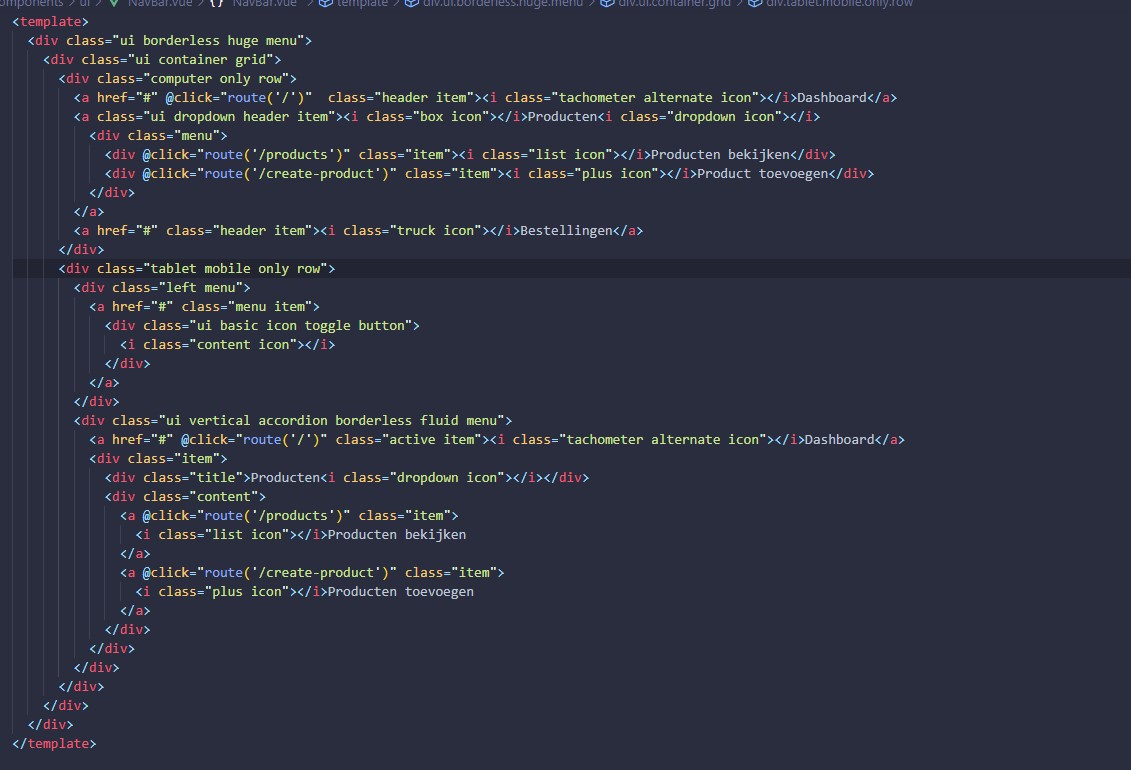 omponents > ui > NavBar.vue > {} NavBar.vue > template > div.ui.borderless.huge.menu > div.ui.container.grid > div.tablet.mobile.only.row
<template>
<div class="ui borderless huge menu">
<div class="ui container grid">
<div class="computer only row">
<a href="#" @click="route('/')"  class="header item"><i class="tachometer alternate icon"></i>Dashboard</a>
<a class="ui dropdown header item"><i class="box icon"></i>Producten<i class="dropdown icon"></i>
<div class="menu">
<div @click="route('/products')" class="item"><i class="list icon"></i>Producten bekijken</div>
<div @click="route('/create-product')" class="item"><i class="plus icon"></i>Product toevoegen</div>
</div>
</a>
<a href="#" class="header item"><i class="truck icon"></i>Bestellingen</a>
</div>
<div class="tablet mobile only row">
<div class="left menu">
<a href="#" class="menu item">
<div class="ui basic icon toggle button">
<i class="content icon"></i>
</div>
</a>
</div>
<div class="ui vertical accordion borderless fluid menu">
<a href="#" @click="route('/')" class="active item"><i class="tachometer alternate icon"></i>Dashboard</a>
<div class="item">
<div class="title">Producten<i class="dropdown icon"></i></div>
<div class="content">
<a @click="route('/products')" class="item">
<i class="list icon"></i>Producten bekijken
</a>
<a @click="route('/create-product')" class="item">
<i class="plus icon"></i>Producten toevoegen
</a>
</div>
</div>
</div>
</div>
</div>
</div>
</template>